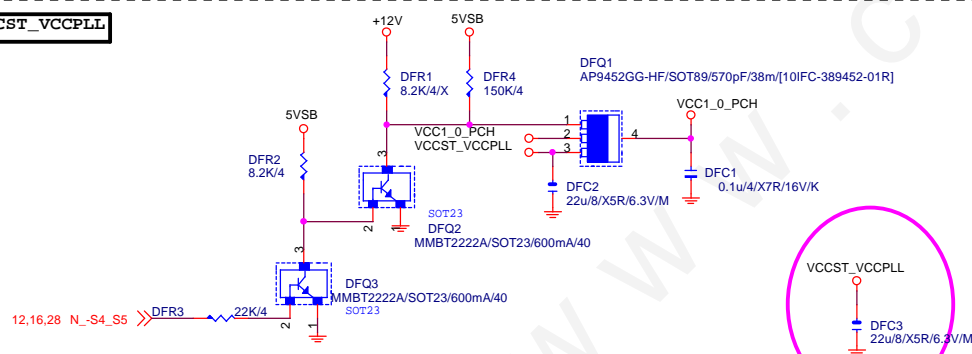 CST_VCCPLL
+12V
5VSB
DFR1
8.2K/4/X
DFR4
150K/4
DFQ1
AP9452GG-HF/SOT89/570pF/38m/[10IFC-389452-01R]
5VSB
DFR2
8.2K/4
VCC1_0_PCH
VCCST_VCCPLL
1
2
3
4
VCC1_0_PCH
DFC1
0.1u/4/X7R/16V/K
DFC2
22u/8/X5R/6.3V/M
3
2
1
SOT23
DFQ2
MMBT2222A/SOT23/600mA/40
3
2
1
DFQ3
MMBT2222A/SOT23/600mA/40
SOT23
12,16,28 N_-S4_S5
DFR3
22K/4
VCCST_VCCPLL
DFC3
22u/8/X5R/6.3V/M
w w w . c